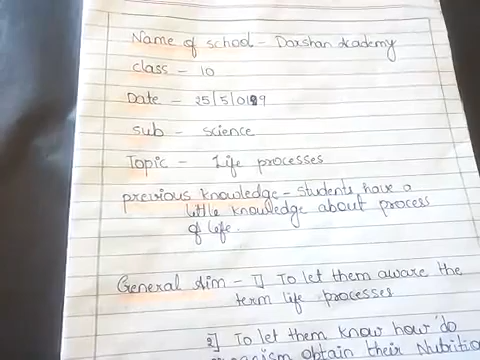 Name of school - Darshan Academy
class - 10
Date - 25/5/019
Sub - science
Topic - Life processes
previous knowledge - students have a
little knowledge about process
of life.
General Aim - 1] To let them aware the
term life processes
2] To let them know how do
organism obtain their Nutrition